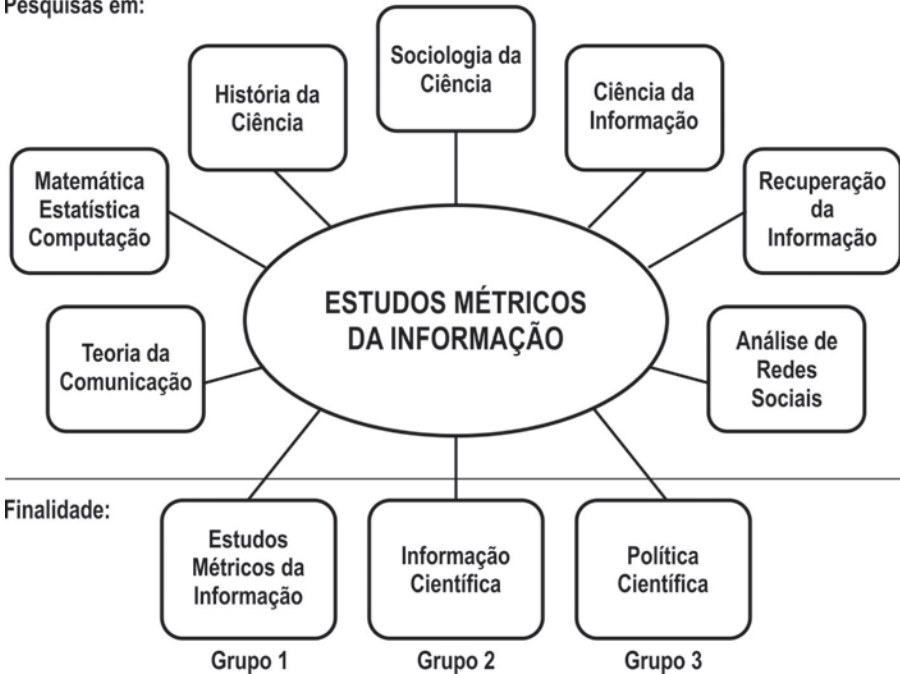 Pesquisas em:
Sociologia da
Ciência
História da
Ciência
Ciência da
Informação
Matemática
Estatística
Computação
Recuperação
da
Informação
ESTUDOS MÉTRICOS
DA INFORMAÇÃO
Teoria da
Comunicação
Análise de
Redes
Sociais
Finalidade:
Estudos
Métricos da
Informação
Informação
Científica
Política
Científica
Grupo 1
Grupo 2
Grupo 3